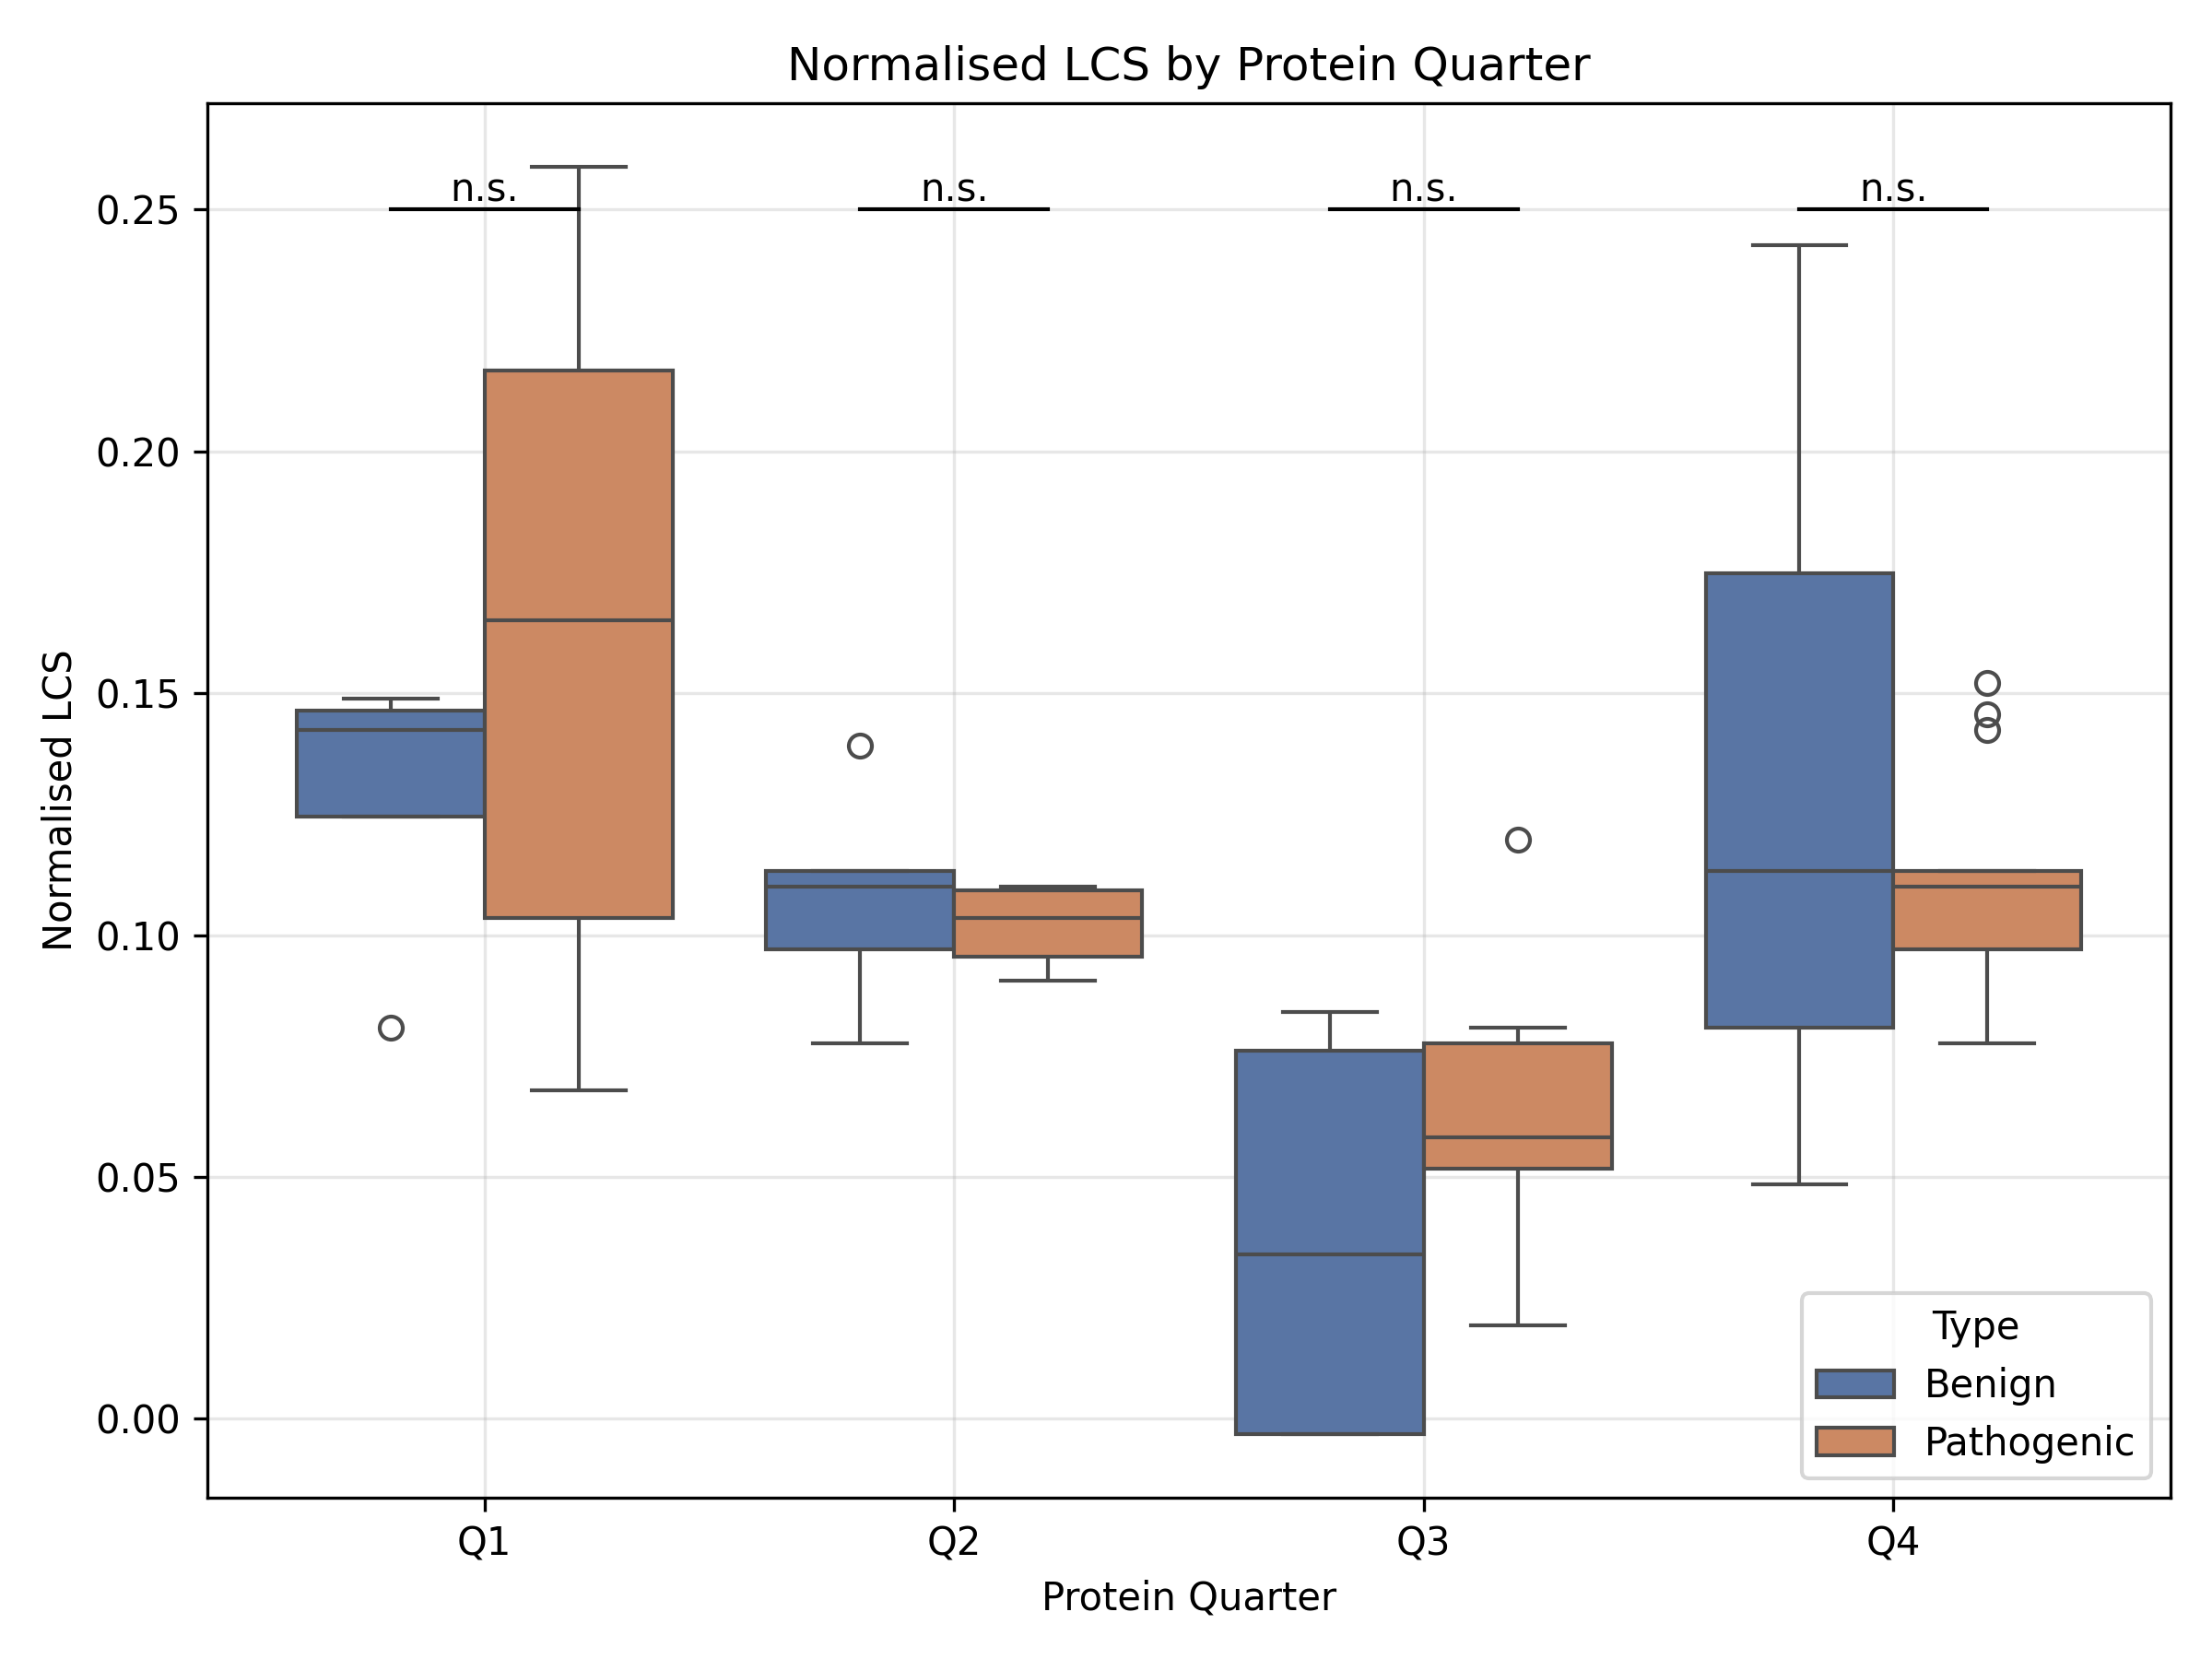 Normalised LCS by Protein Quarter
n.s.
n.s.
n.s.
n.s.
0.25
0.20
0.15
0.10
0.05
0.00
Normalised LCS
Q1
Q2
Q3
Q4
Protein Quarter
Type
Benign
Pathogenic